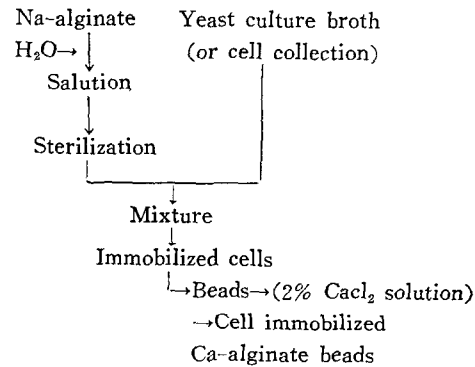 Na-alginate Yeast culture broth
H₂O→ (or cell collection)
Salution
Sterilization
Mixture
Immobilized cells
→Beads→(2% Cacl₂ solution)
→Cell immobilized
Ca-alginate beads